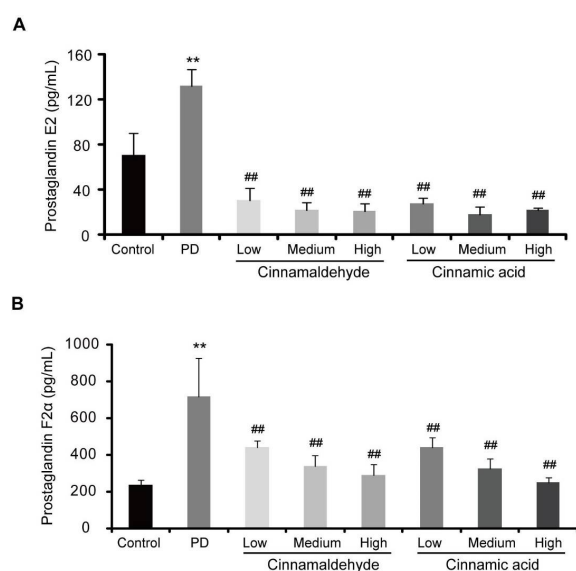 A
Prostaglandin E2 (pg/mL)
160
120
80
40
0
**
## ## ## ## ## ##
Control PD Low Medium High Low Medium High
Cinnamaldehyde Cinnamic acid
B
Prostaglandin F2α (pg/mL)
1000
800
600
400
200
0
**
## ## ## ## ## ##
Control PD Low Medium High Low Medium High
Cinnamaldehyde Cinnamic acid